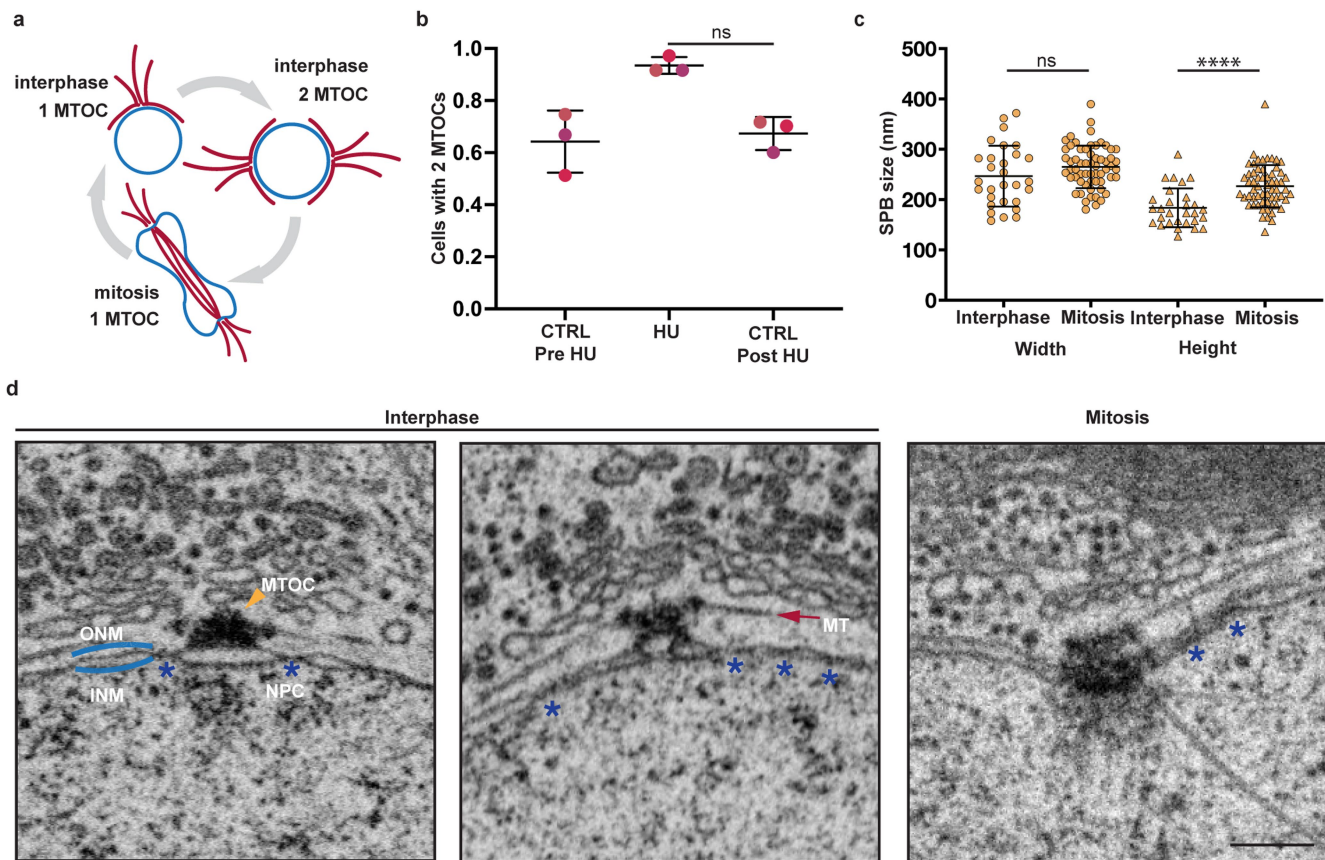 a
interphase
1 MTOC
interphase
2 MTOC
mitosis
1 MTOC
b
ns
Cells with 2 MTOCs
1.0
0.8
0.6
0.4
0.2
0.0
CTRL
Pre HU
HU
CTRL
Post HU
c
ns
****
SPB size (nm)
500
400
300
200
100
0
Interphase Mitosis Interphase Mitosis
Width Height
d
Interphase
Mitosis
MTOC
ONM
INM
NPC
* *
MT
* * * *
* *